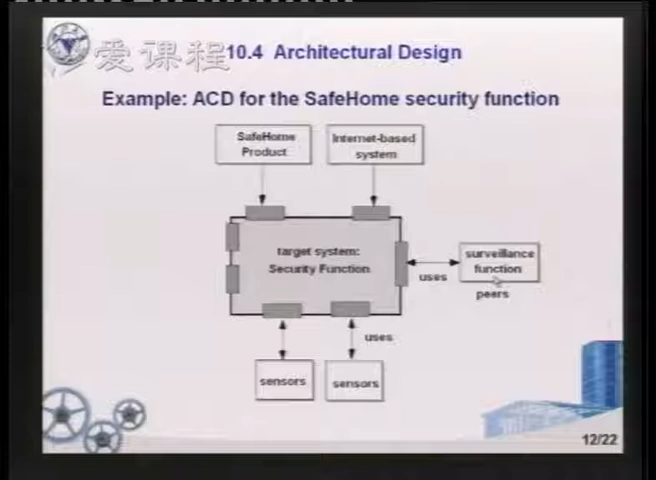 爱课程
10.4 Architectural Design
Example: ACD for the SafeHome security function
SafeHome
Product
Internet-based
system
target system:
Security Function
uses
surveillance
function
peers
uses
sensors
sensors
12/22